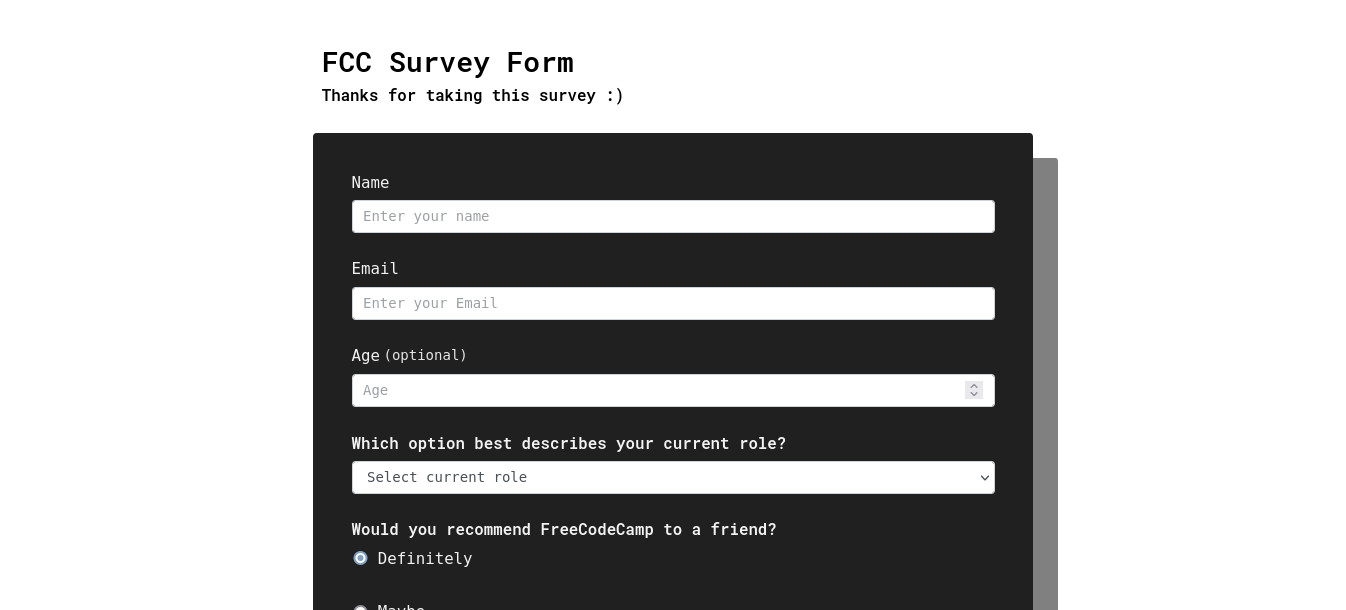 FCC Survey Form
Thanks for taking this survey :)
Name
Enter your name
Email
Enter your Email
Age (optional)
Age
Which option best describes your current role?
Select current role
Would you recommend FreeCodeCamp to a friend?
Definitely
Maybe